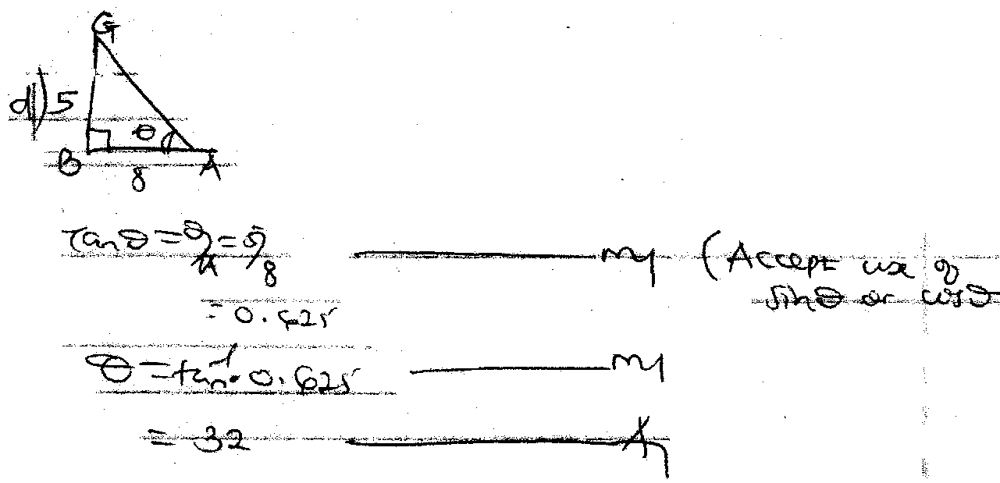 G
d) 5
θ
B 8 A
Tanθ = O/A = 5/8 M1 (Accept use of
sinθ or cosθ
= 0.625
θ = tan⁻¹ 0.625 M1
= 32 A1